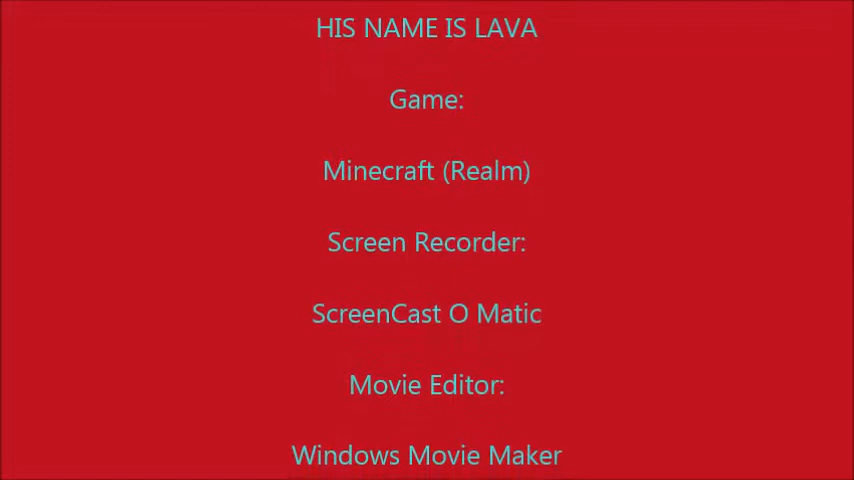 HIS NAME IS LAVA
Game:
Minecraft (Realm)
Screen Recorder:
ScreenCast O Matic
Movie Editor:
Windows Movie Maker